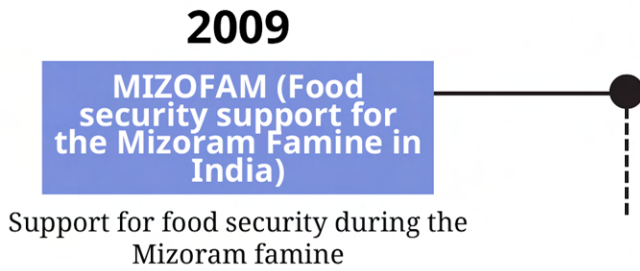 2009
MIZOFAM (Food
security support for
the Mizoram Famine in
India)
Support for food security during the
Mizoram famine